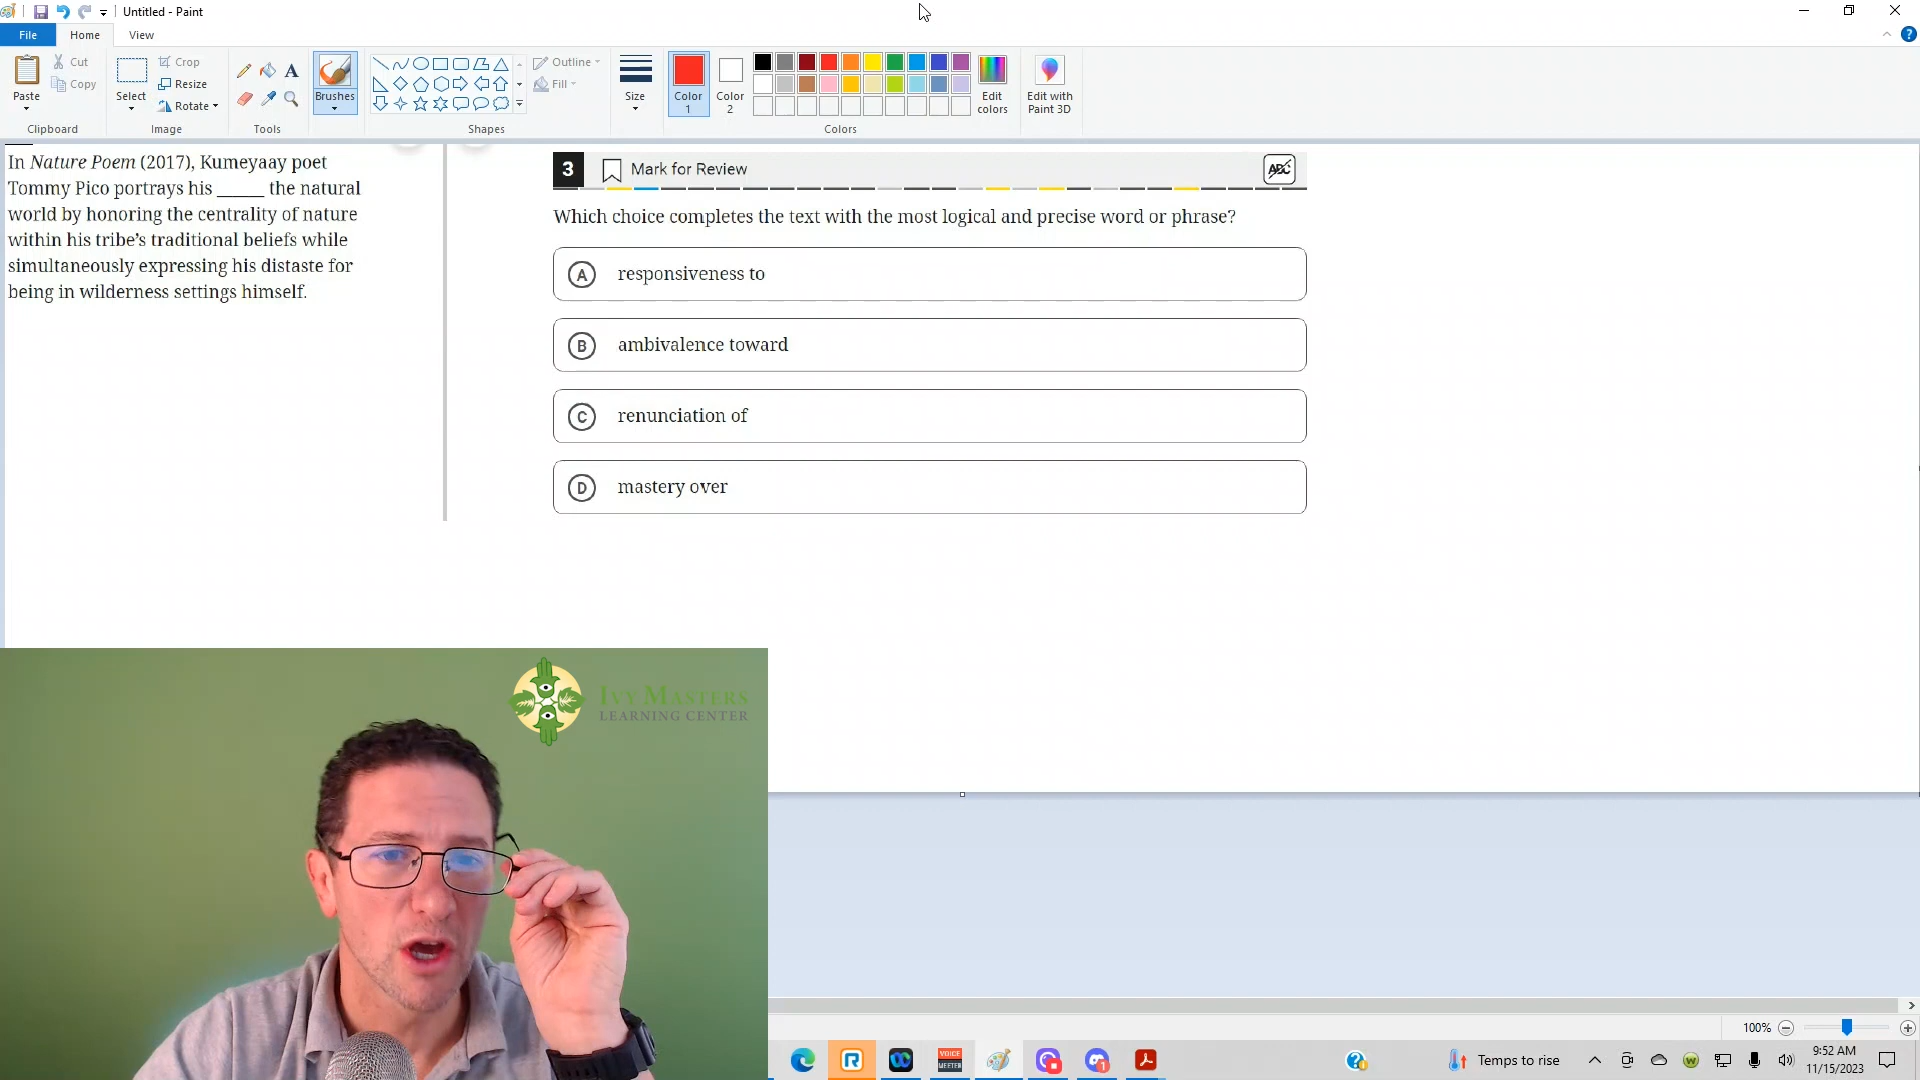 Untitled - Paint
File
Home
View
Paste
Cut
Copy
Select
Crop
Resize
Rotate
A
Brushes
Outline
Fill
Size
Color 1
Color 2
Edit colors
Edit with Paint 3D
Clipboard
Image
Tools
Shapes
Colors
In Nature Poem (2017), Kumeyaay poet
Tommy Pico portrays his _____ the natural
world by honoring the centrality of nature
within his tribe's traditional beliefs while
simultaneously expressing his distaste for
being in wilderness settings himself.
3 Mark for Review ABC
Which choice completes the text with the most logical and precise word or phrase?
A responsiveness to
B ambivalence toward
C renunciation of
D mastery over
IVY MASTERS
LEARNING CENTER
100%
VOICE
MEETER
Temps to rise
9:52 AM
11/15/2023